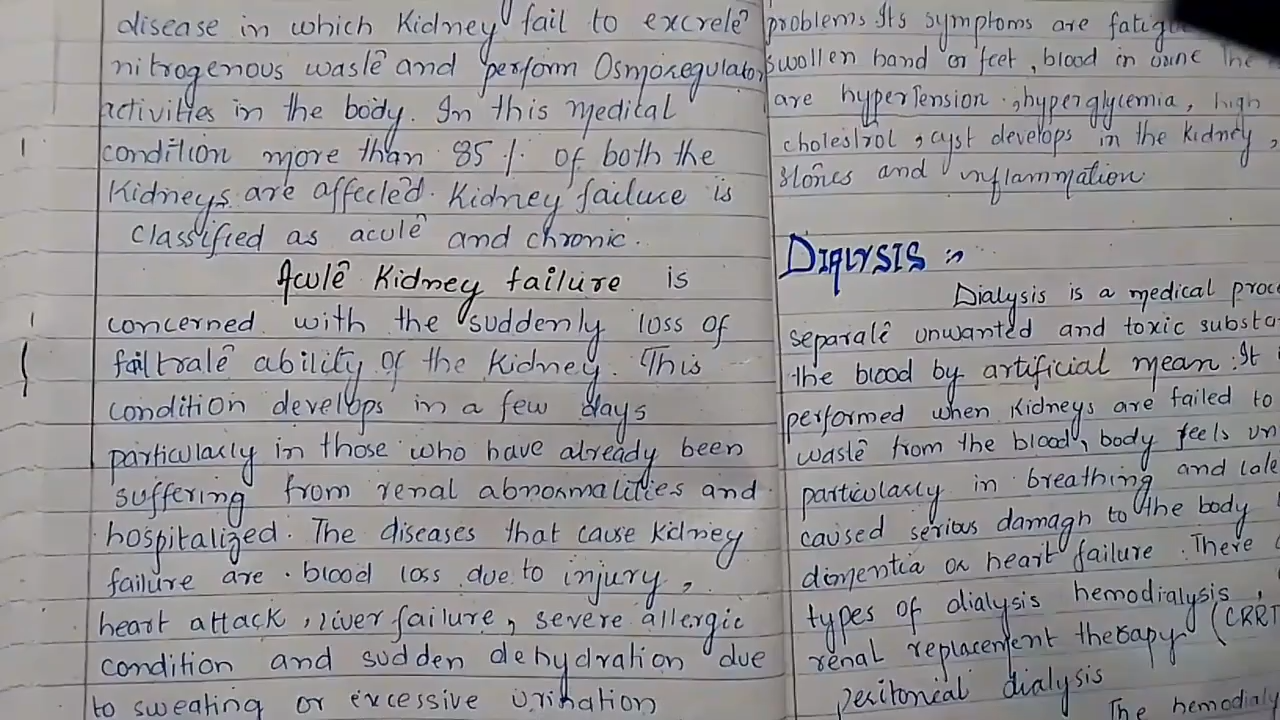 disease in which Kidney fail to excrete
nitrogenous waste and perform Osmoregulator
activities in the body. In this medical
condition more than 85 % of both the
Kidneys are affected. Kidney failure is
classified as acute and chronic.
Acute Kidney failure is
concerned with the suddenly loss of
failtrate ability of the Kidney. This
condition develops in a few days
particularly in those who have already been
suffering from renal abnormalities and
hospitalized. The diseases that cause Kidney
failure are . blood loss due to injury,
heart attack, liver failure, severe allergic
condition and sudden dehydration due
to sweating or excessive urination
problems Its symptoms are
swollen hand or feet, blood in urine The
are hypertension , hyperglycemia, high
cholestrol, cyst develops in the kidney,
stones and inflammation
DIALYSIS :~
Dialysis is a medical
separate unwanted and toxic
the blood by artificial mean. It
performed when Kidneys are failed to
waste from the blood, body feels
particularly in breathing and
caused serious damagh to the body
dimentia or heart failure. There
types of dialysis hemodialysis,
renal replacement therapy (CRRT
peritoneal dialysis
The